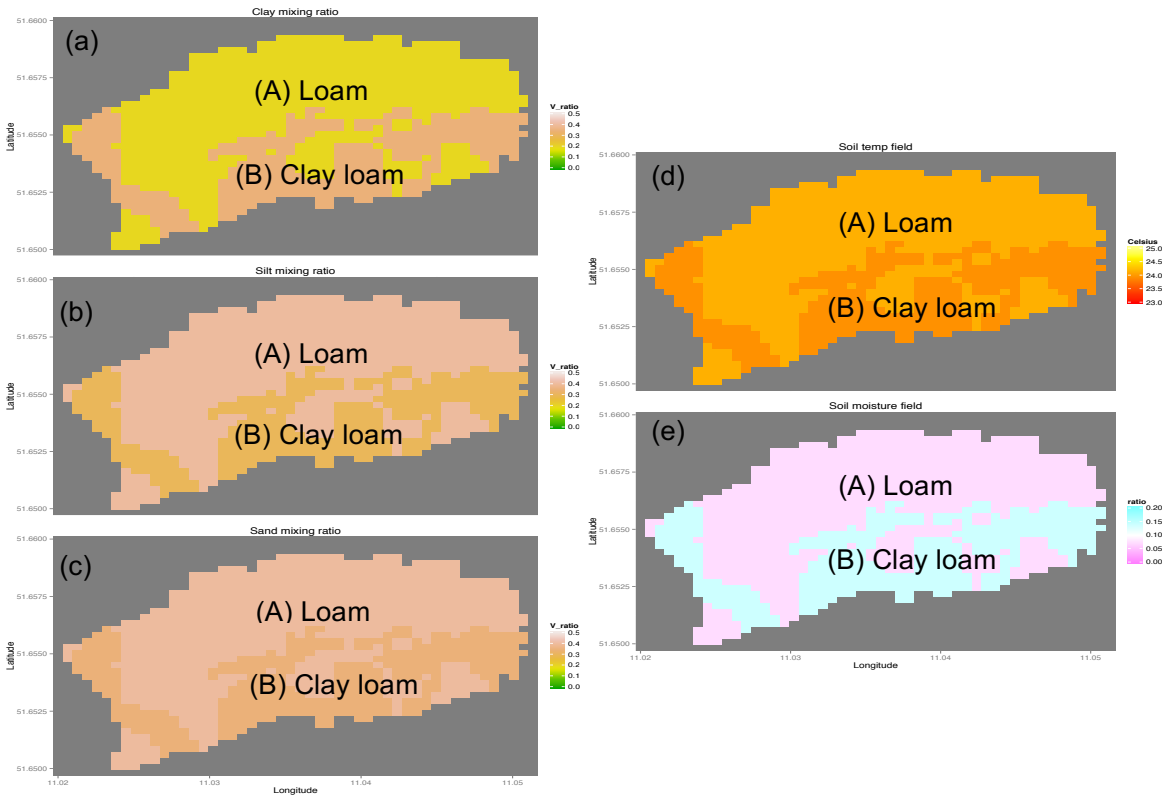 Clay mixing ratio
(a)
(A) Loam
(B) Clay loam
51.6600
51.6575
51.6550
51.6525
51.6500
Latitude
V_ratio
0.5
0.4
0.3
0.2
0.1
0.0
Silt mixing ratio
(b)
(A) Loam
(B) Clay loam
51.6600
51.6575
51.6550
51.6525
51.6500
Latitude
V_ratio
0.5
0.4
0.3
0.2
0.1
0.0
Sand mixing ratio
(c)
(A) Loam
(B) Clay loam
51.6600
51.6575
51.6550
51.6525
51.6500
Latitude
V_ratio
0.5
0.4
0.3
0.2
0.1
0.0
11.02 11.03 11.04 11.05
Longitude
Soil temp field
(d)
(A) Loam
(B) Clay loam
51.6600
51.6575
51.6550
51.6525
51.6500
Latitude
Celsius
25.0
24.5
24.0
23.5
23.0
Soil moisture field
(e)
(A) Loam
(B) Clay loam
51.6600
51.6575
51.6550
51.6525
51.6500
Latitude
ratio
0.20
0.15
0.10
0.05
0.00
11.02 11.03 11.04 11.05
Longitude